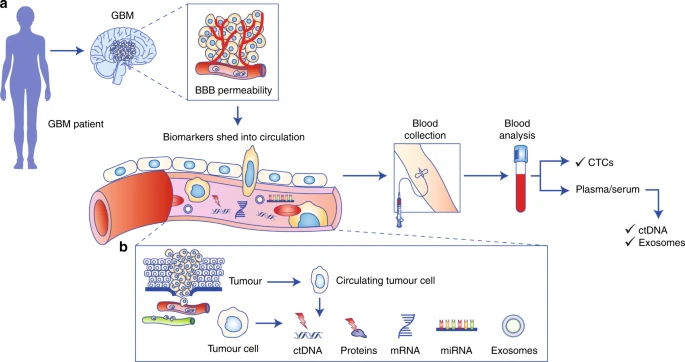 a
GBM
GBM patient
BBB permeability
Biomarkers shed into circulation
Blood
collection
Blood
analysis
✓ CTCs
Plasma/serum
✓ ctDNA
✓ Exosomes
b
Tumour
Circulating tumour cell
Tumour cell
ctDNA
Proteins
mRNA
miRNA
Exosomes